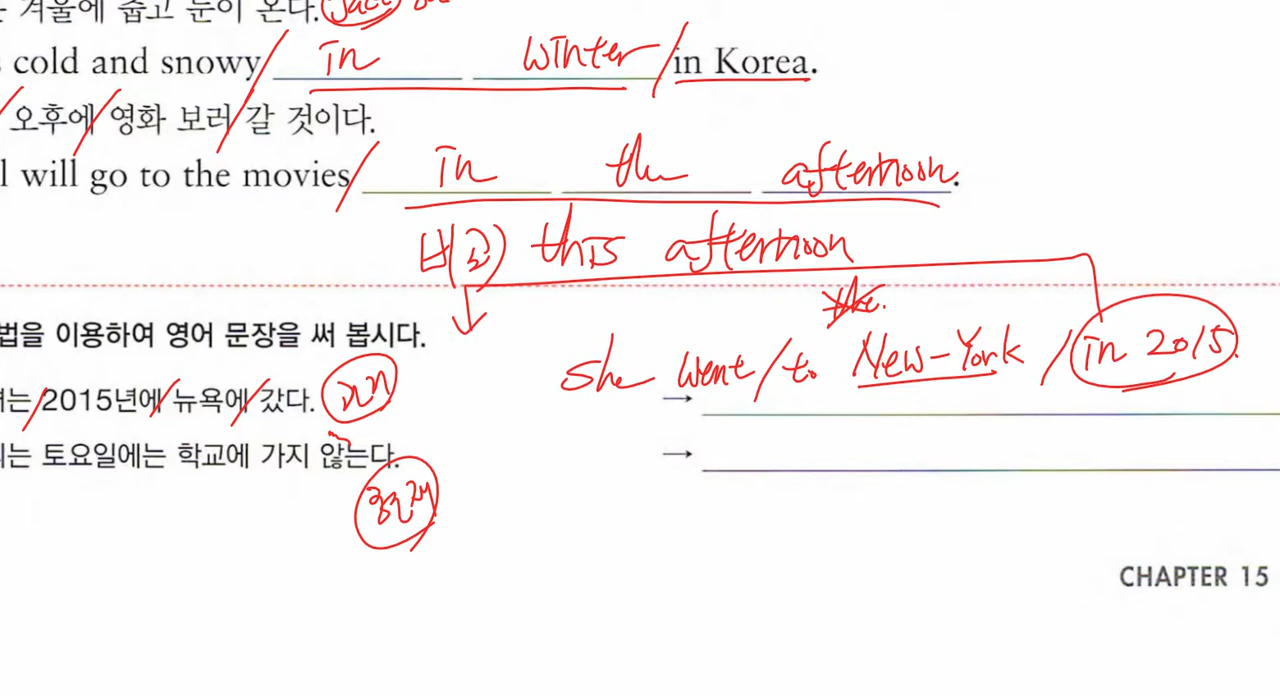 겨울에 춥고 눈이 온다.
cold and snowy/ in winter /in Korea.
/오후에/영화 보러/갈 것이다.
will go to the movies/ in the afternoon.
비교) this afternoon
법을 이용하여 영어 문장을 써 봅시다.
she went/to New-York /in 2015.
는/2015년에/뉴욕에/갔다. 과거
→
는 토요일에는 학교에 가지 않는다.
→
현재
CHAPTER 15